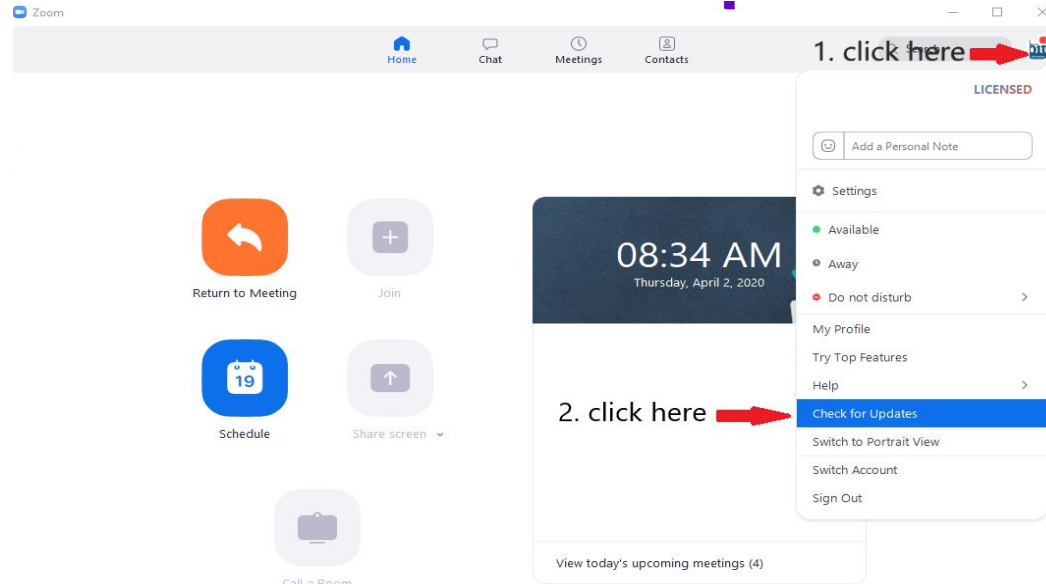 Zoom
Home
Chat
Meetings
Contacts
1. click here
LICENSED
Add a Personal Note
Settings
Available
Away
Do not disturb
My Profile
Try Top Features
Help
Check for Updates
Switch to Portrait View
Switch Account
Sign Out
Return to Meeting
Join
19
Schedule
Share screen
Call a Room
08:34 AM
Thursday, April 2, 2020
2. click here
View today's upcoming meetings (4)